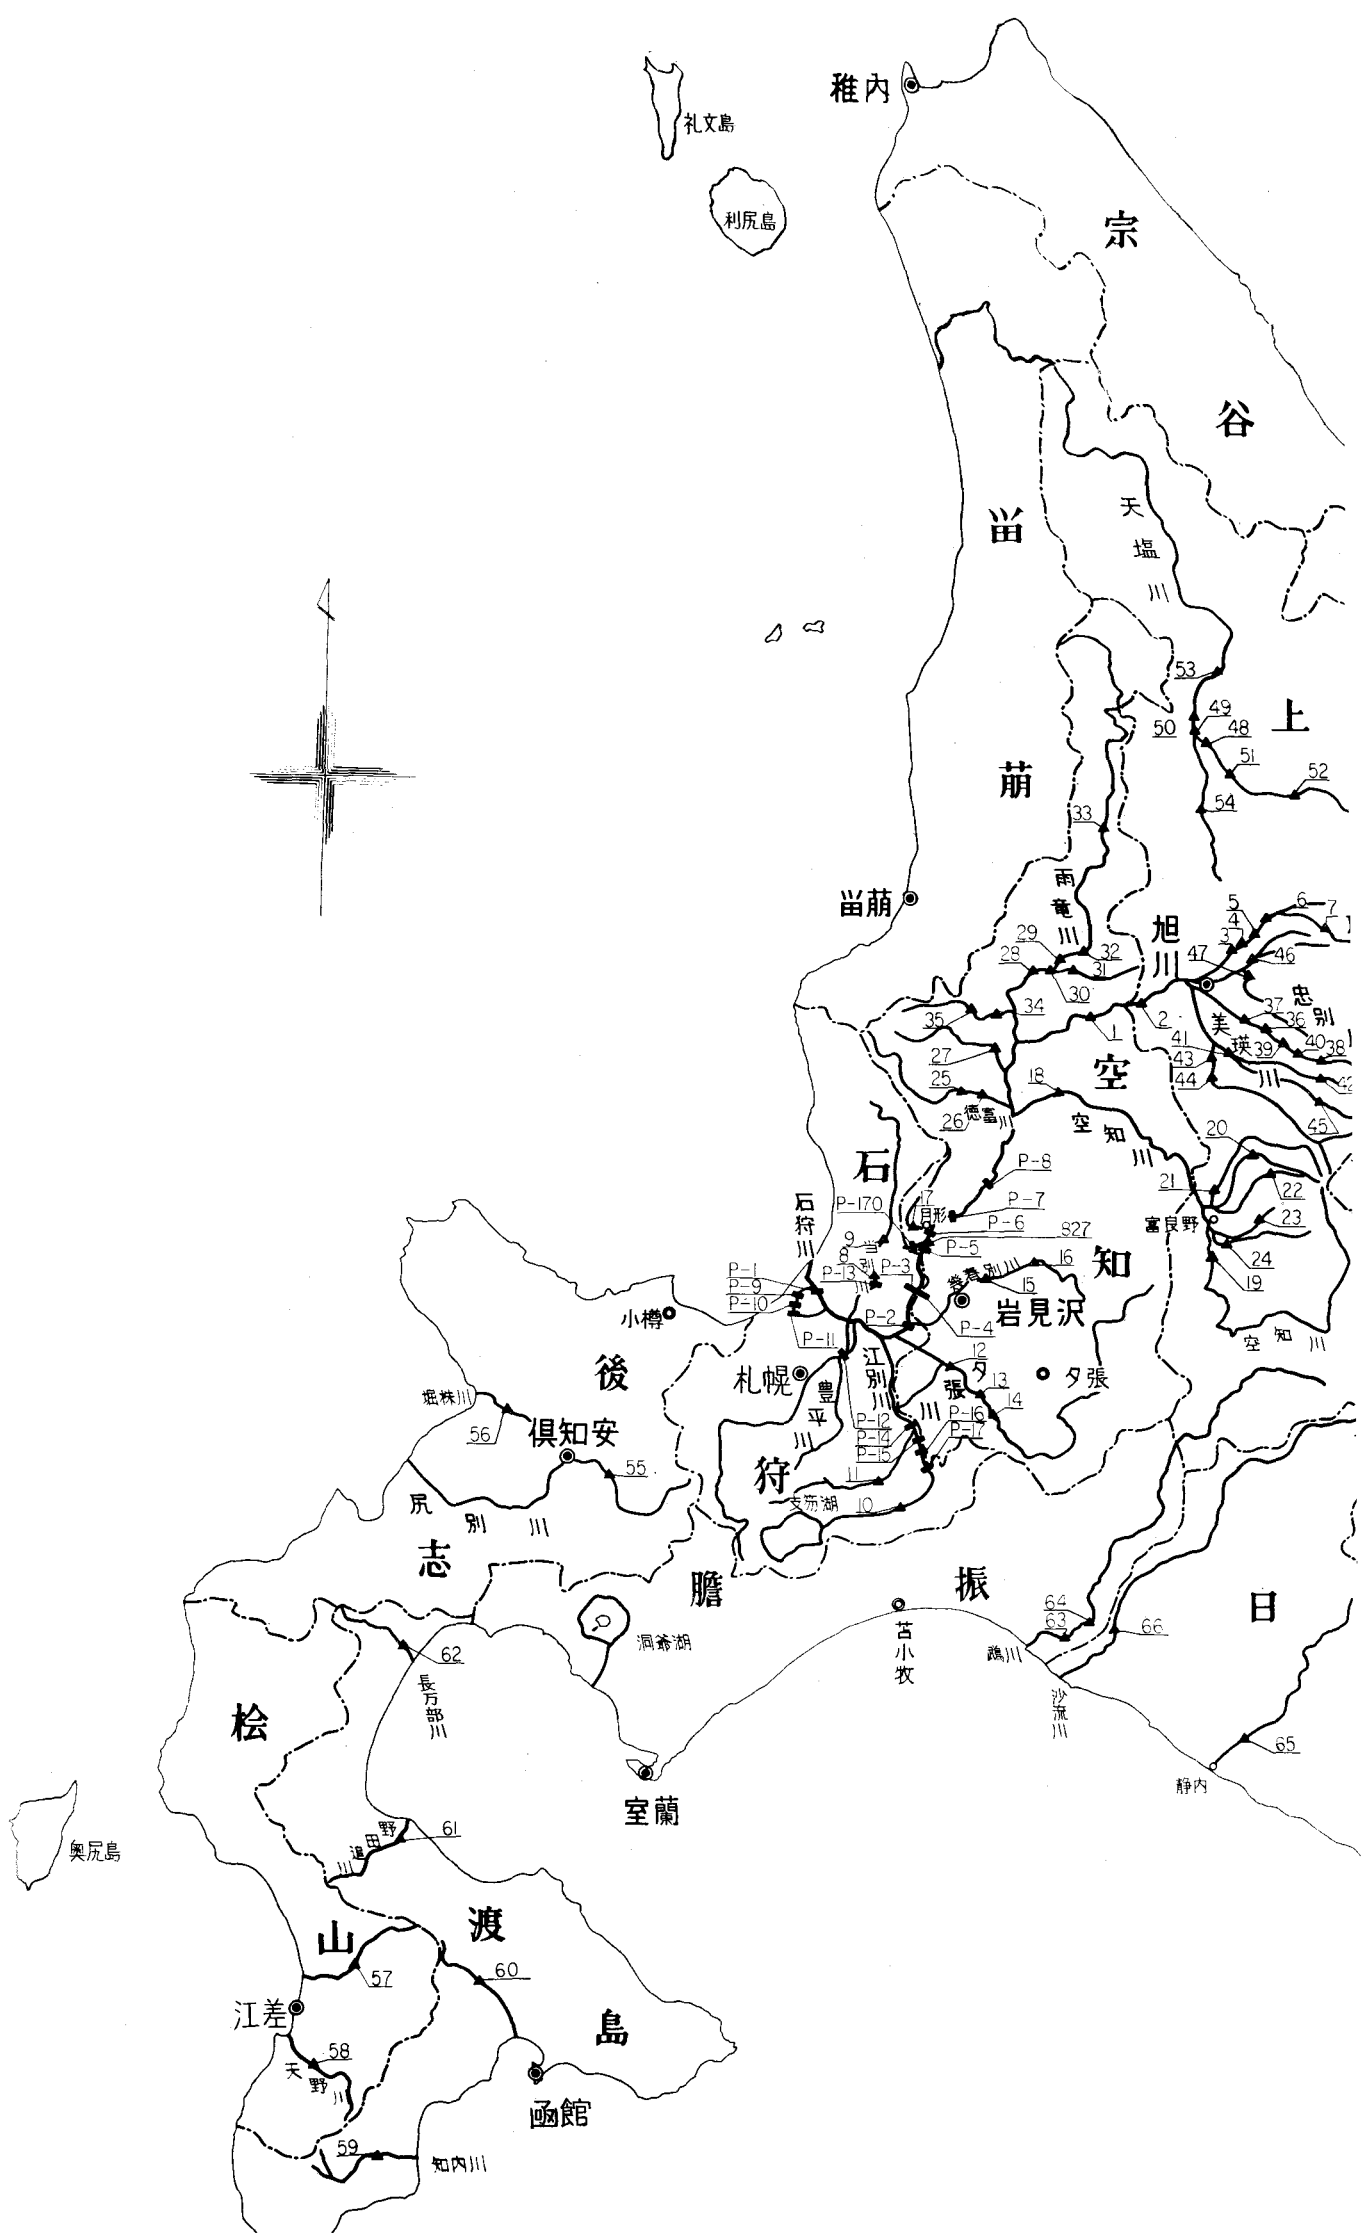 稚内
礼文島
利尻島
宗
谷
天
塩
川
留
萠
53
49
50
48
上
51
52
54
33
雨
竜
川
留萠
旭
川
5
4
3
6
7
47
46
29
28
32
31
30
忠
別
37
36
35
34
1
2
41
美
瑛
川
39
40
38
43
44
42
45
27
空
25
18
26
徳富川
空
知
川
20
石
P-8
21
22
P-170
17
月形
P-7
富良野
23
石
狩
川
P-6
827
9
当
別
川
P-5
24
8
P-1
P-13
P-3
16
知
19
P-9
15
P-10
岩見沢
小樽
P-2
P-4
空
知
川
P-11
江
別
川
12
後
札幌
夕
張
川
夕張
豊
平
川
13
堀株川
14
P-16
P-12
56
倶知安
P-14
P-17
P-15
55
狩
11
支笏湖
10
尻
別
川
志
胆
振
日
64
63
66
苫
小
牧
洞爺湖
鵡川
62
長
万
部
川
沙
流
川
桧
65
静内
室蘭
61
野
田
追
川
奥尻島
渡
山
57
60
江差
島
58
天
野
川
函館
59
知内川